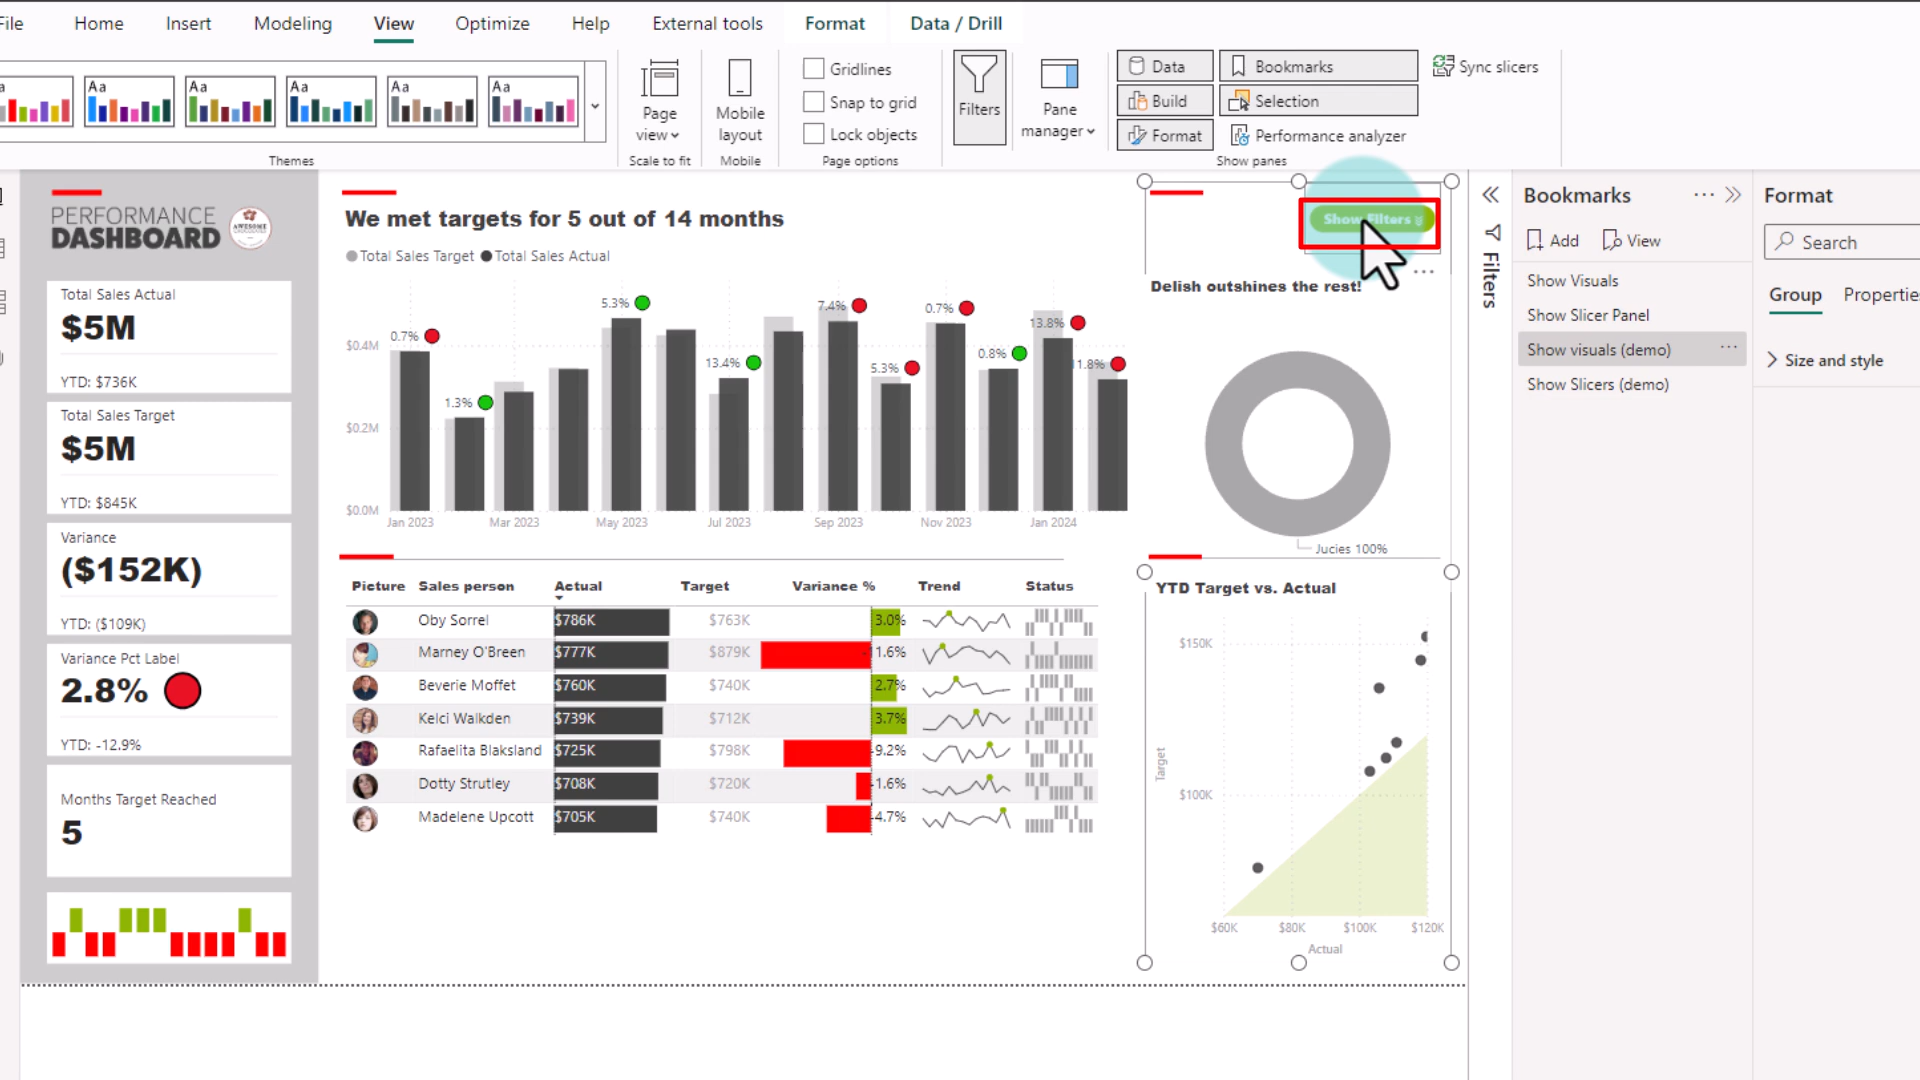 File
Home
Insert
Modeling
View
Optimize
Help
External tools
Format
Data / Drill
a
Aa
Aa
Aa
Aa
Aa
Themes
Page
view
Scale to fit
Mobile
layout
Mobile
Gridlines
Snap to grid
Lock objects
Page options
Filters
Pane
manager
Data
Build
Format
Bookmarks
Selection
Performance analyzer
Sync slicers
Show panes
PERFORMANCE
DASHBOARD
AWESOME
Total Sales Actual
$5M
YTD: $736K
Total Sales Target
$5M
YTD: $845K
Variance
($152K)
YTD: ($109K)
Variance Pct Label
2.8%
YTD: -12.9%
Months Target Reached
5
We met targets for 5 out of 14 months
Total Sales Target Total Sales Actual
$0.4M
$0.2M
$0.0M
0.7%
1.3%
5.3%
13.4%
7.4%
5.3%
0.7%
0.8%
13.8%
11.8%
Jan 2023
Mar 2023
May 2023
Jul 2023
Sep 2023
Nov 2023
Jan 2024
Picture Sales person Actual Target Variance % Trend Status
Oby Sorrel $786K $763K 3.0%
Marney O'Breen $777K $879K -11.6%
Beverie Moffet $760K $740K 2.7%
Kelci Walkden $739K $712K 3.7%
Rafaelita Blaksland $725K $798K -9.2%
Dotty Strutley $708K $720K -1.6%
Madelene Upcott $705K $740K -4.7%
Show Filters
Delish outshines the rest!
Jucies 100%
YTD Target vs. Actual
$150K
$100K
Target
$60K
$80K
$100K
$120K
Actual
Filters
Bookmarks
Add
View
Show Visuals
Show Slicer Panel
Show visuals (demo)
Show Slicers (demo)
Format
Search
Group
Properties
Size and style